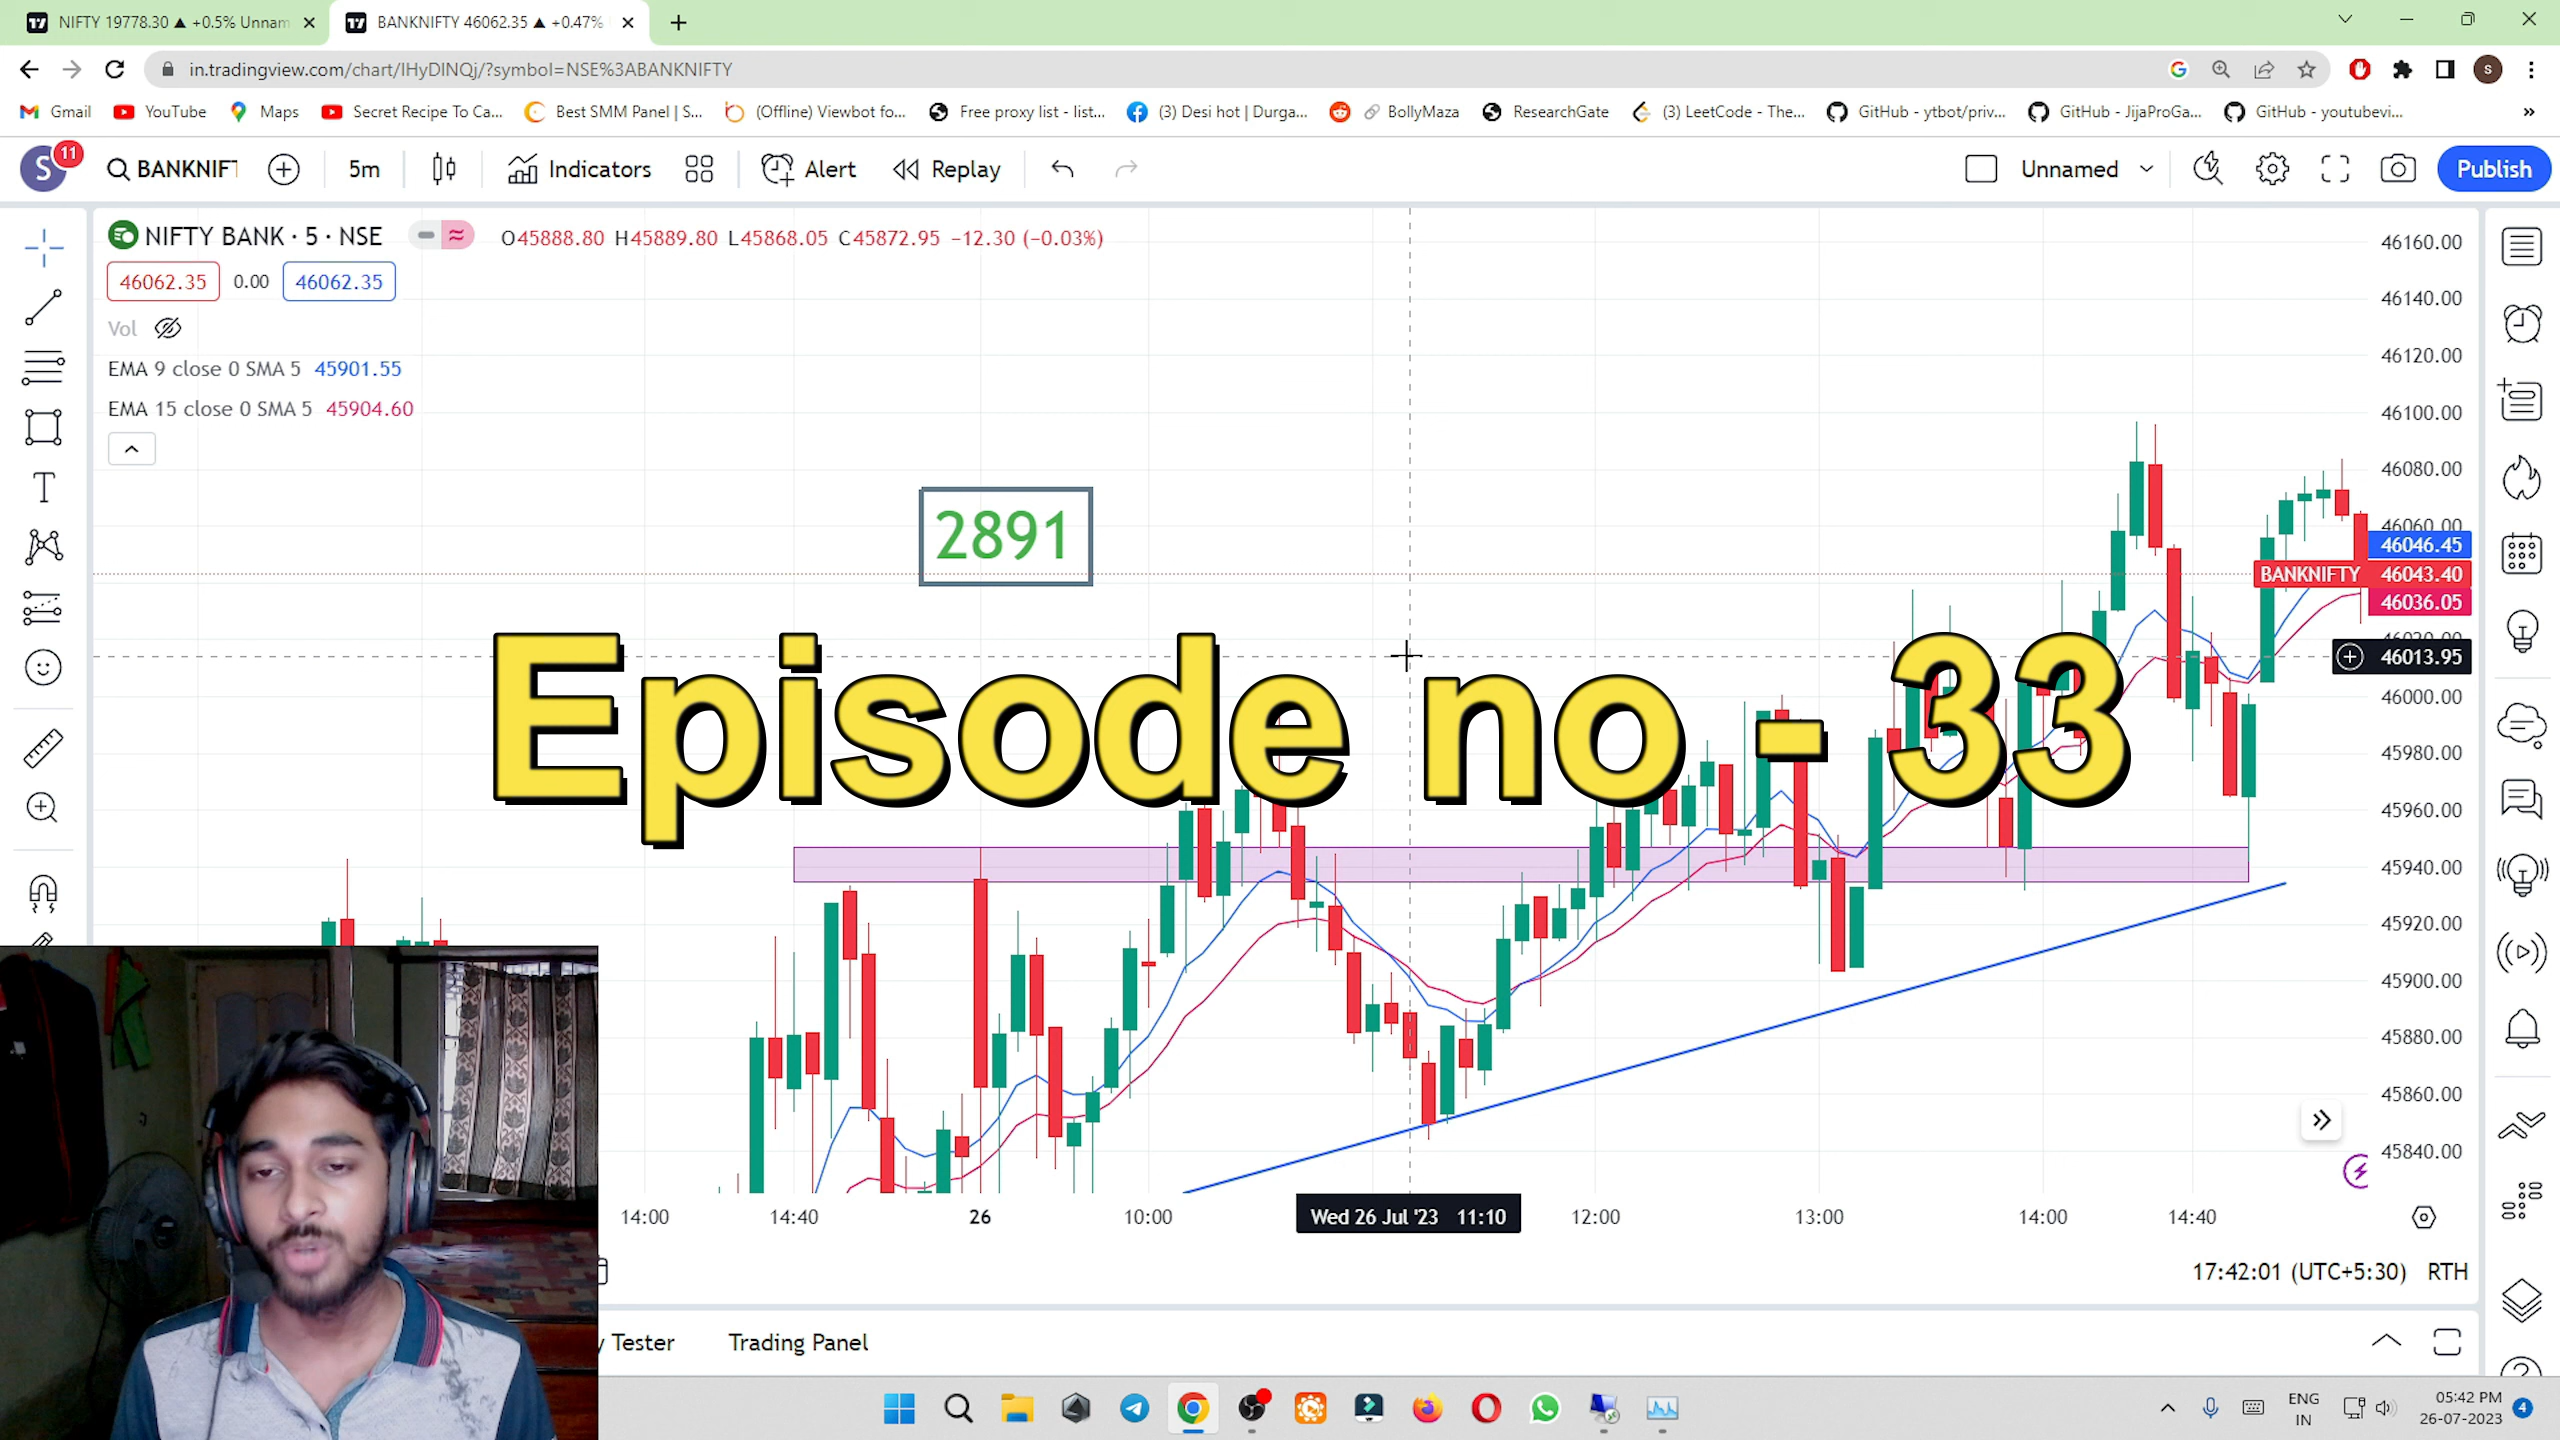 NIFTY 19778.30 ▲ +0.5% Unnam
BANKNIFTY 46062.35 ▲ +0.47%
in.tradingview.com/chart/IHyDINQj/?symbol=NSE%3ABANKNIFTY
S
Gmail YouTube Maps Secret Recipe To Ca... Best SMM Panel | S... (Offline) Viewbot fo... Free proxy list - list... (3) Desi hot | Durga... BollyMaza ResearchGate (3) LeetCode - The... GitHub - ytbot/priv... GitHub - JijaProGa... GitHub - youtubevi... »
S 11 BANKNIFT 5m Indicators Alert Replay Unnamed Publish
NIFTY BANK · 5 · NSE O45888.80 H45889.80 L45868.05 C45872.95 −12.30 (−0.03%)
46062.35 0.00 46062.35
Vol
EMA 9 close 0 SMA 5 45901.55
EMA 15 close 0 SMA 5 45904.60
2891
Episode no - 33
46160.00
46140.00
46120.00
46100.00
46080.00
46060.00
46046.45
BANKNIFTY 46043.40
46036.05
46013.95
46000.00
45980.00
45960.00
45940.00
45920.00
45900.00
45880.00
45860.00
45840.00
14:00 14:40 26 10:00 Wed 26 Jul '23 11:10 12:00 13:00 14:00 14:40
17:42:01 (UTC+5:30) RTH
y Tester Trading Panel
ENG
IN
05:42 PM
26-07-2023
4